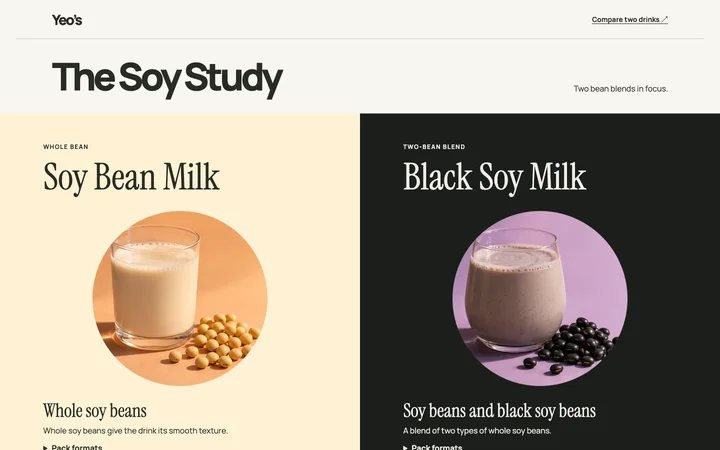 Yeo's
Compare two drinks
The Soy Study
Two bean blends in focus.
WHOLE BEAN
Soy Bean Milk
Whole soy beans
Whole soy beans give the drink its smooth texture.
Pack formats
TWO-BEAN BLEND
Black Soy Milk
Soy beans and black soy beans
A blend of two types of whole soy beans.
Pack formats